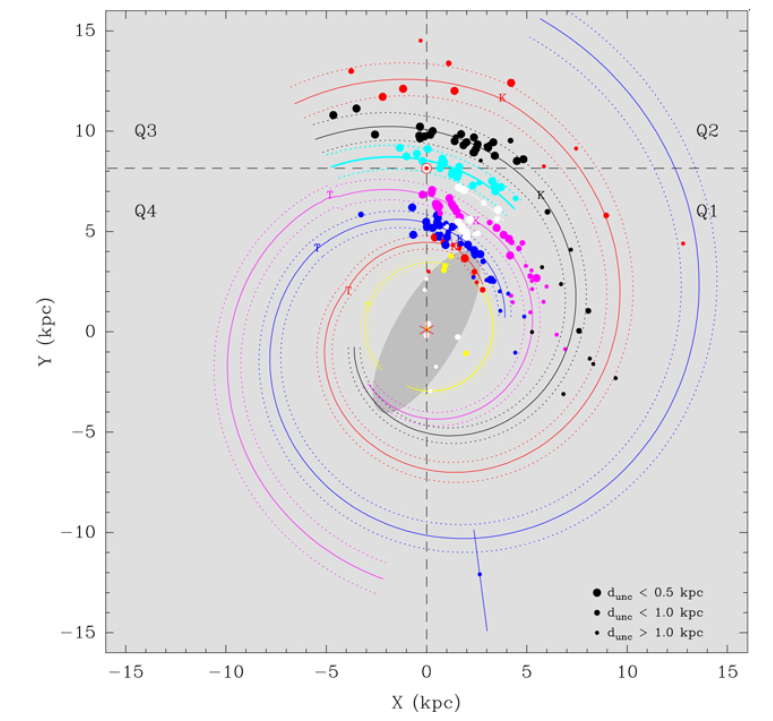 15
10
5
0
−5
−10
−15
Y (kpc)
Q3
Q2
Q4
Q1
K
K
T
K
T
K
K
T
d_unc < 0.5 kpc
d_unc < 1.0 kpc
d_unc > 1.0 kpc
−15
−10
−5
0
5
10
15
X (kpc)